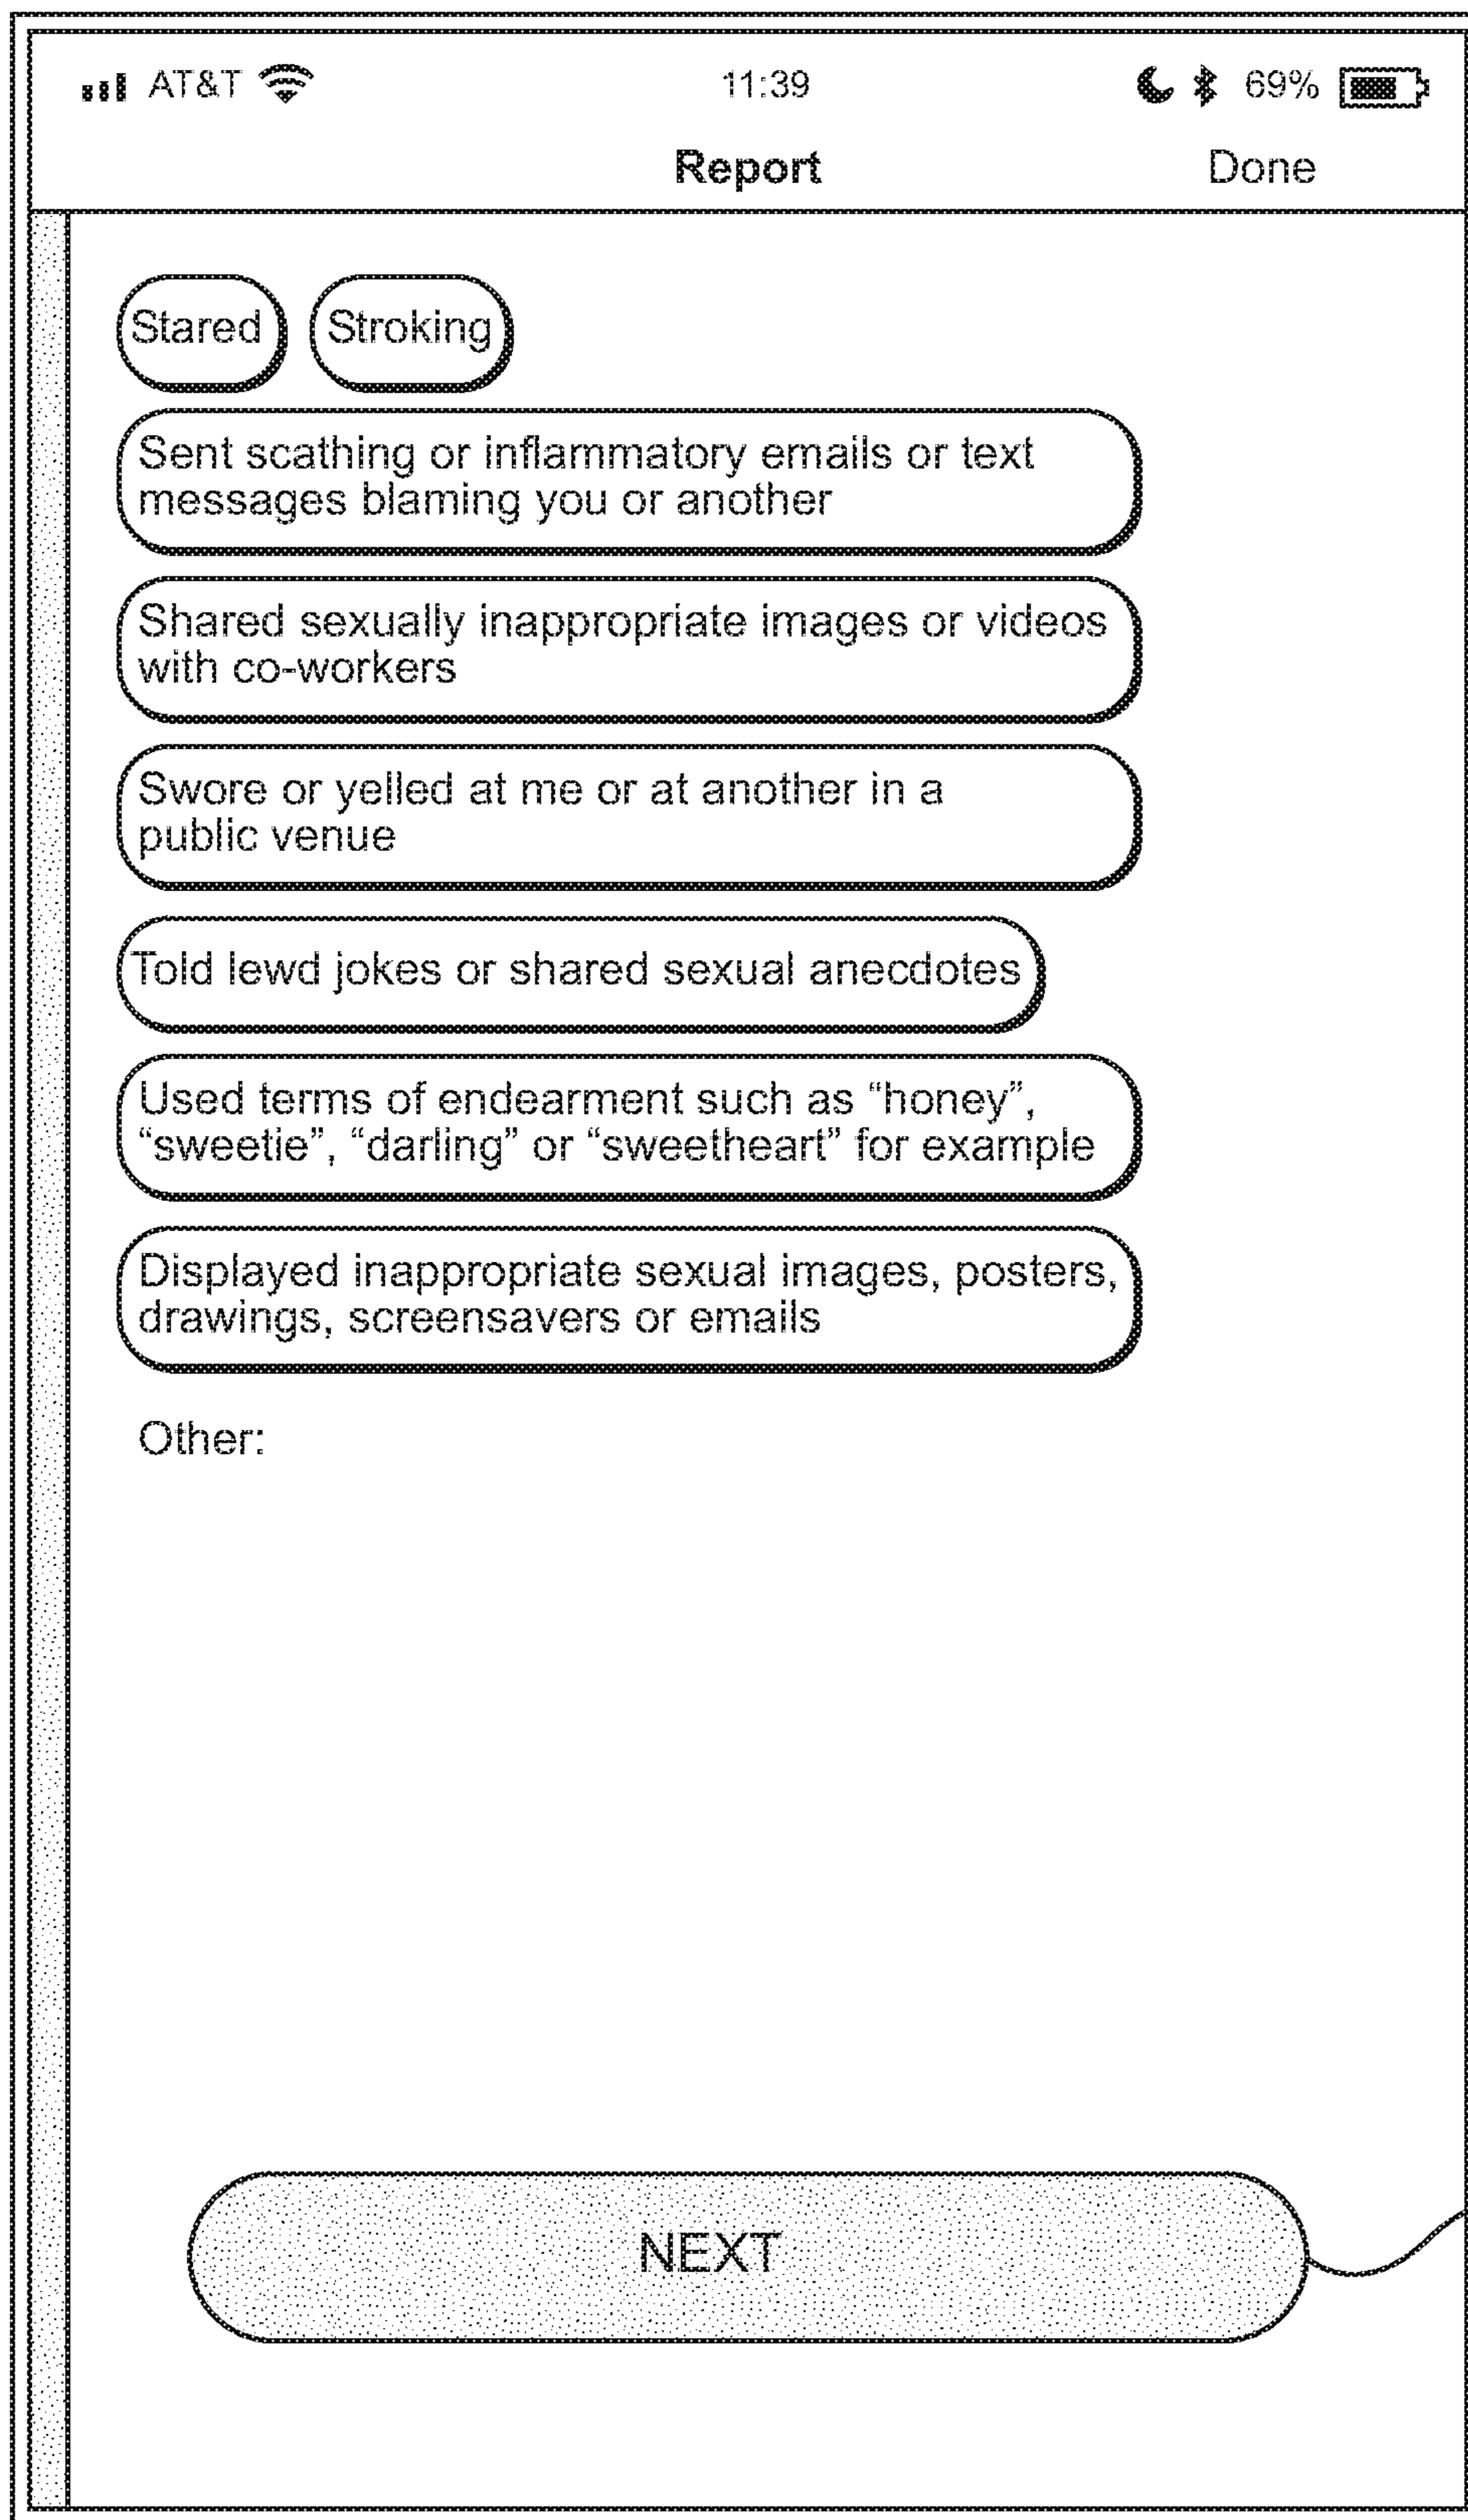 AT&T 11:39 69%
Report Done
Stared Stroking
Sent scathing or inflammatory emails or text
messages blaming you or another
Shared sexually inappropriate images or videos
with co-workers
Swore or yelled at me or at another in a
public venue
Told lewd jokes or shared sexual anecdotes
Used terms of endearment such as “honey”,
“sweetie”, “darling” or “sweetheart” for example
Displayed inappropriate sexual images, posters,
drawings, screensavers or emails
Other:
NEXT